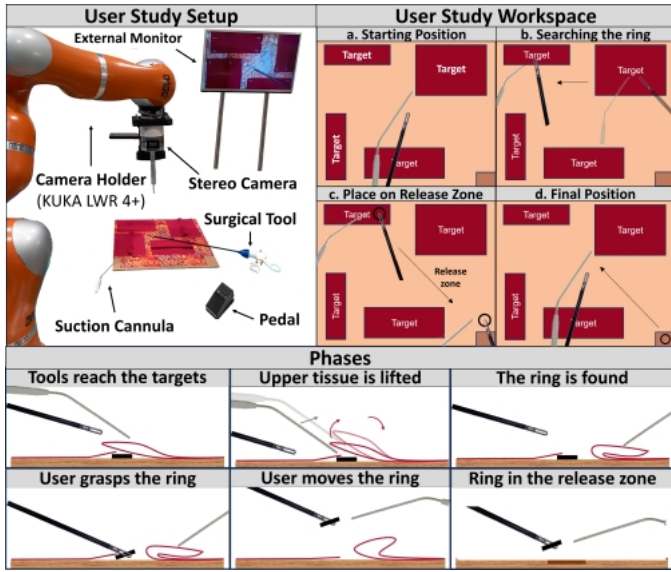 User Study Setup
External Monitor
Camera Holder
(KUKA LWR 4+)
Stereo Camera
Surgical Tool
Suction Cannula
Pedal
User Study Workspace
a. Starting Position
Target
Target
Target
Target
b. Searching the ring
Target
Target
Target
Target
c. Place on Release Zone
Target
Target
Target
Target
Release
zone
d. Final Position
Target
Target
Target
Target
Phases
Tools reach the targets
Upper tissue is lifted
The ring is found
User grasps the ring
User moves the ring
Ring in the release zone